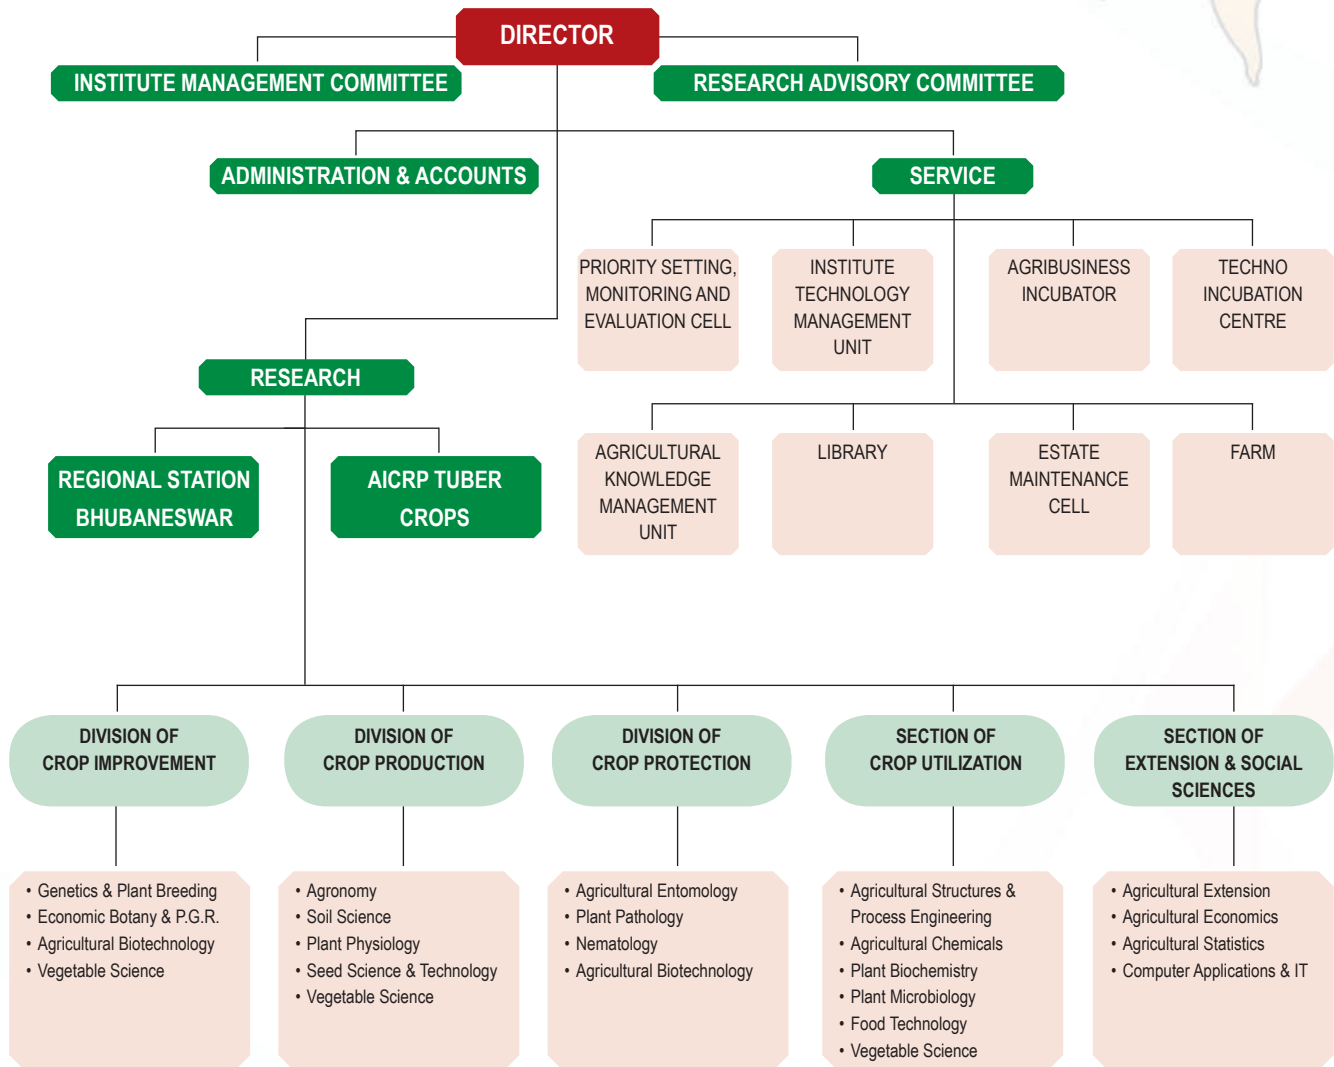 DIRECTOR
INSTITUTE MANAGEMENT COMMITTEE
RESEARCH ADVISORY COMMITTEE
ADMINISTRATION & ACCOUNTS
SERVICE
PRIORITY SETTING,
MONITORING AND
EVALUATION CELL
INSTITUTE
TECHNOLOGY
MANAGEMENT
UNIT
AGRIBUSINESS
INCUBATOR
TECHNO
INCUBATION
CENTRE
RESEARCH
REGIONAL STATION
BHUBANESWAR
AICRP TUBER
CROPS
AGRICULTURAL
KNOWLEDGE
MANAGEMENT
UNIT
LIBRARY
ESTATE
MAINTENANCE
CELL
FARM
DIVISION OF
CROP IMPROVEMENT
DIVISION OF
CROP PRODUCTION
DIVISION OF
CROP PROTECTION
SECTION OF
CROP UTILIZATION
SECTION OF
EXTENSION & SOCIAL
SCIENCES
• Genetics & Plant Breeding
• Economic Botany & P.G.R.
• Agricultural Biotechnology
• Vegetable Science
• Agronomy
• Soil Science
• Plant Physiology
• Seed Science & Technology
• Vegetable Science
• Agricultural Entomology
• Plant Pathology
• Nematology
• Agricultural Biotechnology
• Agricultural Structures &
Process Engineering
• Agricultural Chemicals
• Plant Biochemistry
• Plant Microbiology
• Food Technology
• Vegetable Science
• Agricultural Extension
• Agricultural Economics
• Agricultural Statistics
• Computer Applications & IT